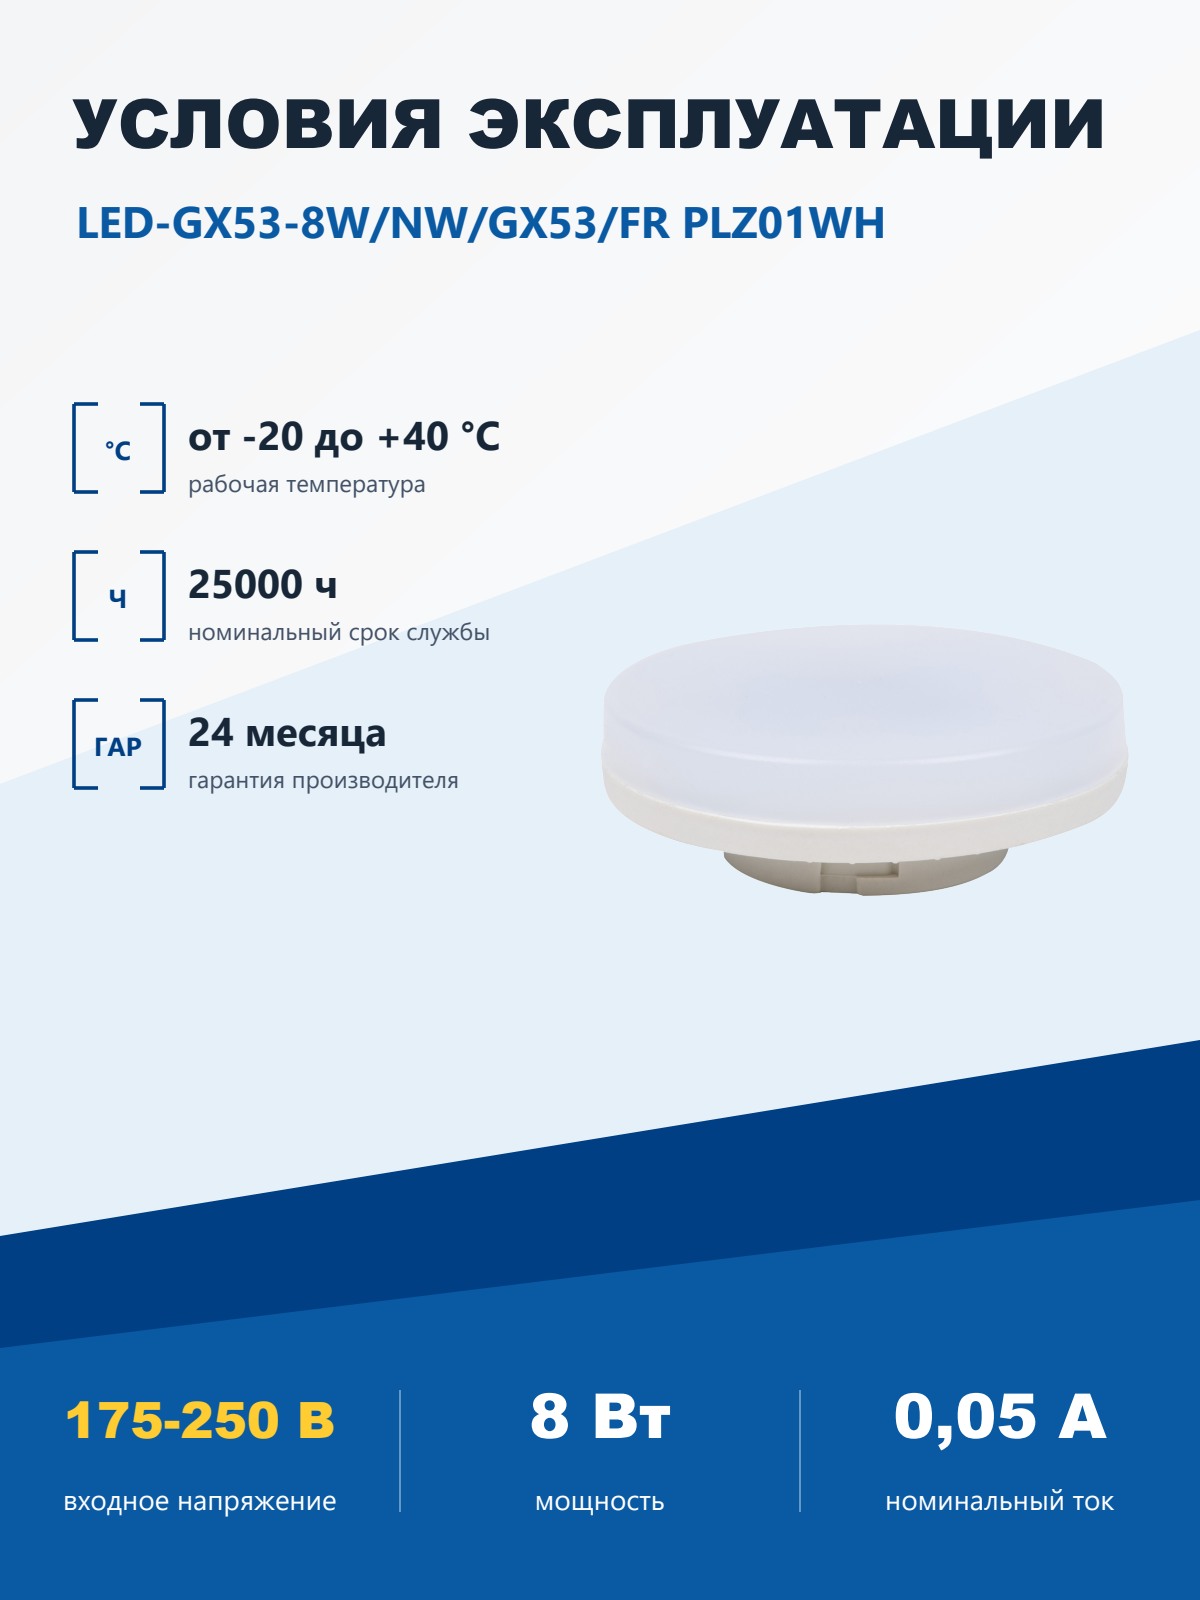 УСЛОВИЯ ЭКСПЛУАТАЦИИ
LED-GX53-8W/NW/GX53/FR PLZ01WH
°C
от -20 до +40 °C
рабочая температура
ч
25000 ч
номинальный срок службы
ГАР
24 месяца
гарантия производителя
175-250 В
входное напряжение
8 Вт
мощность
0,05 А
номинальный ток